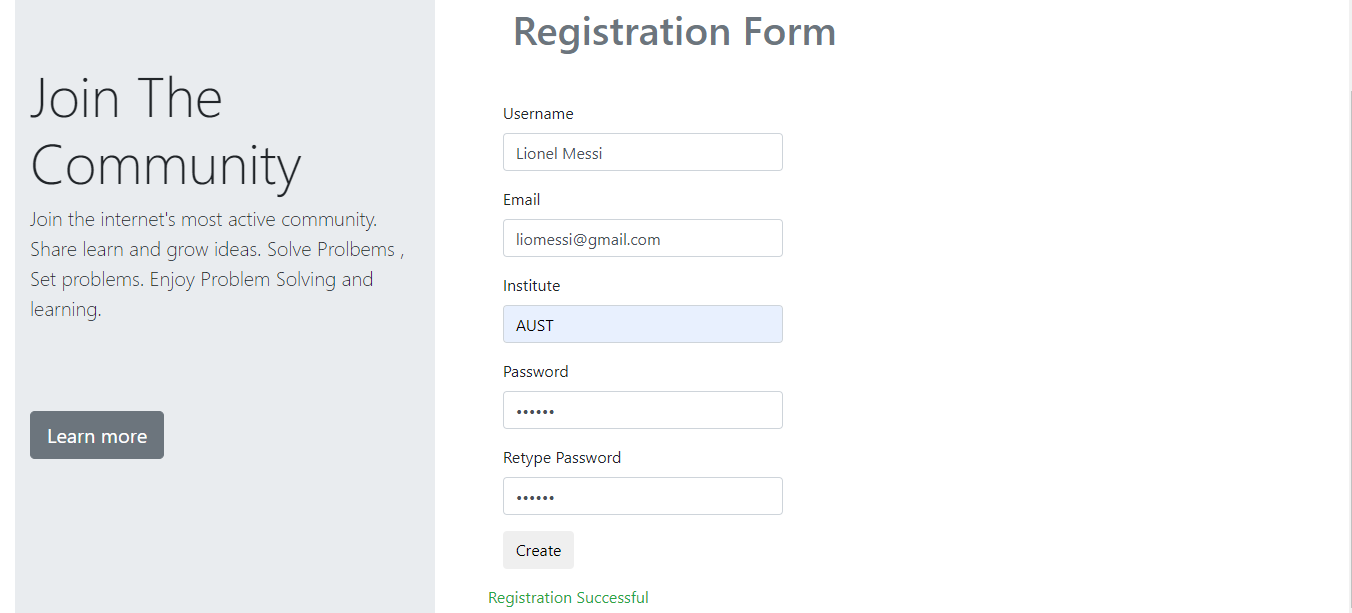 Join The
Community
Join the internet's most active community.
Share learn and grow ideas. Solve Prolbems ,
Set problems. Enjoy Problem Solving and
learning.
Learn more
Registration Form
Username
Lionel Messi
Email
liomessi@gmail.com
Institute
AUST
Password
••••••
Retype Password
••••••
Create
Registration Successful